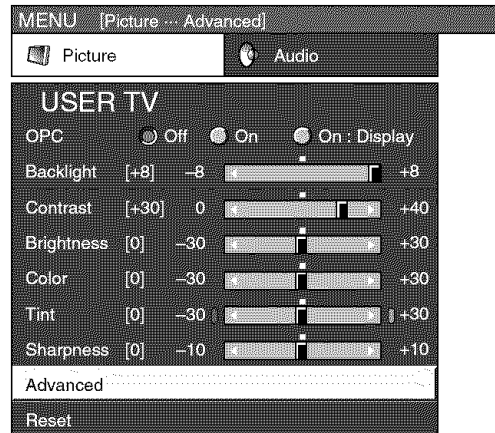 MENU [Picture ··· Advanced]
Picture Audio
USER TV
OPC Off On On : Display
Backlight [+8] –8 +8
Contrast [+30] 0 +40
Brightness [0] –30 +30
Color [0] –30 +30
Tint [0] –30 +30
Sharpness [0] –10 +10
Advanced
Reset